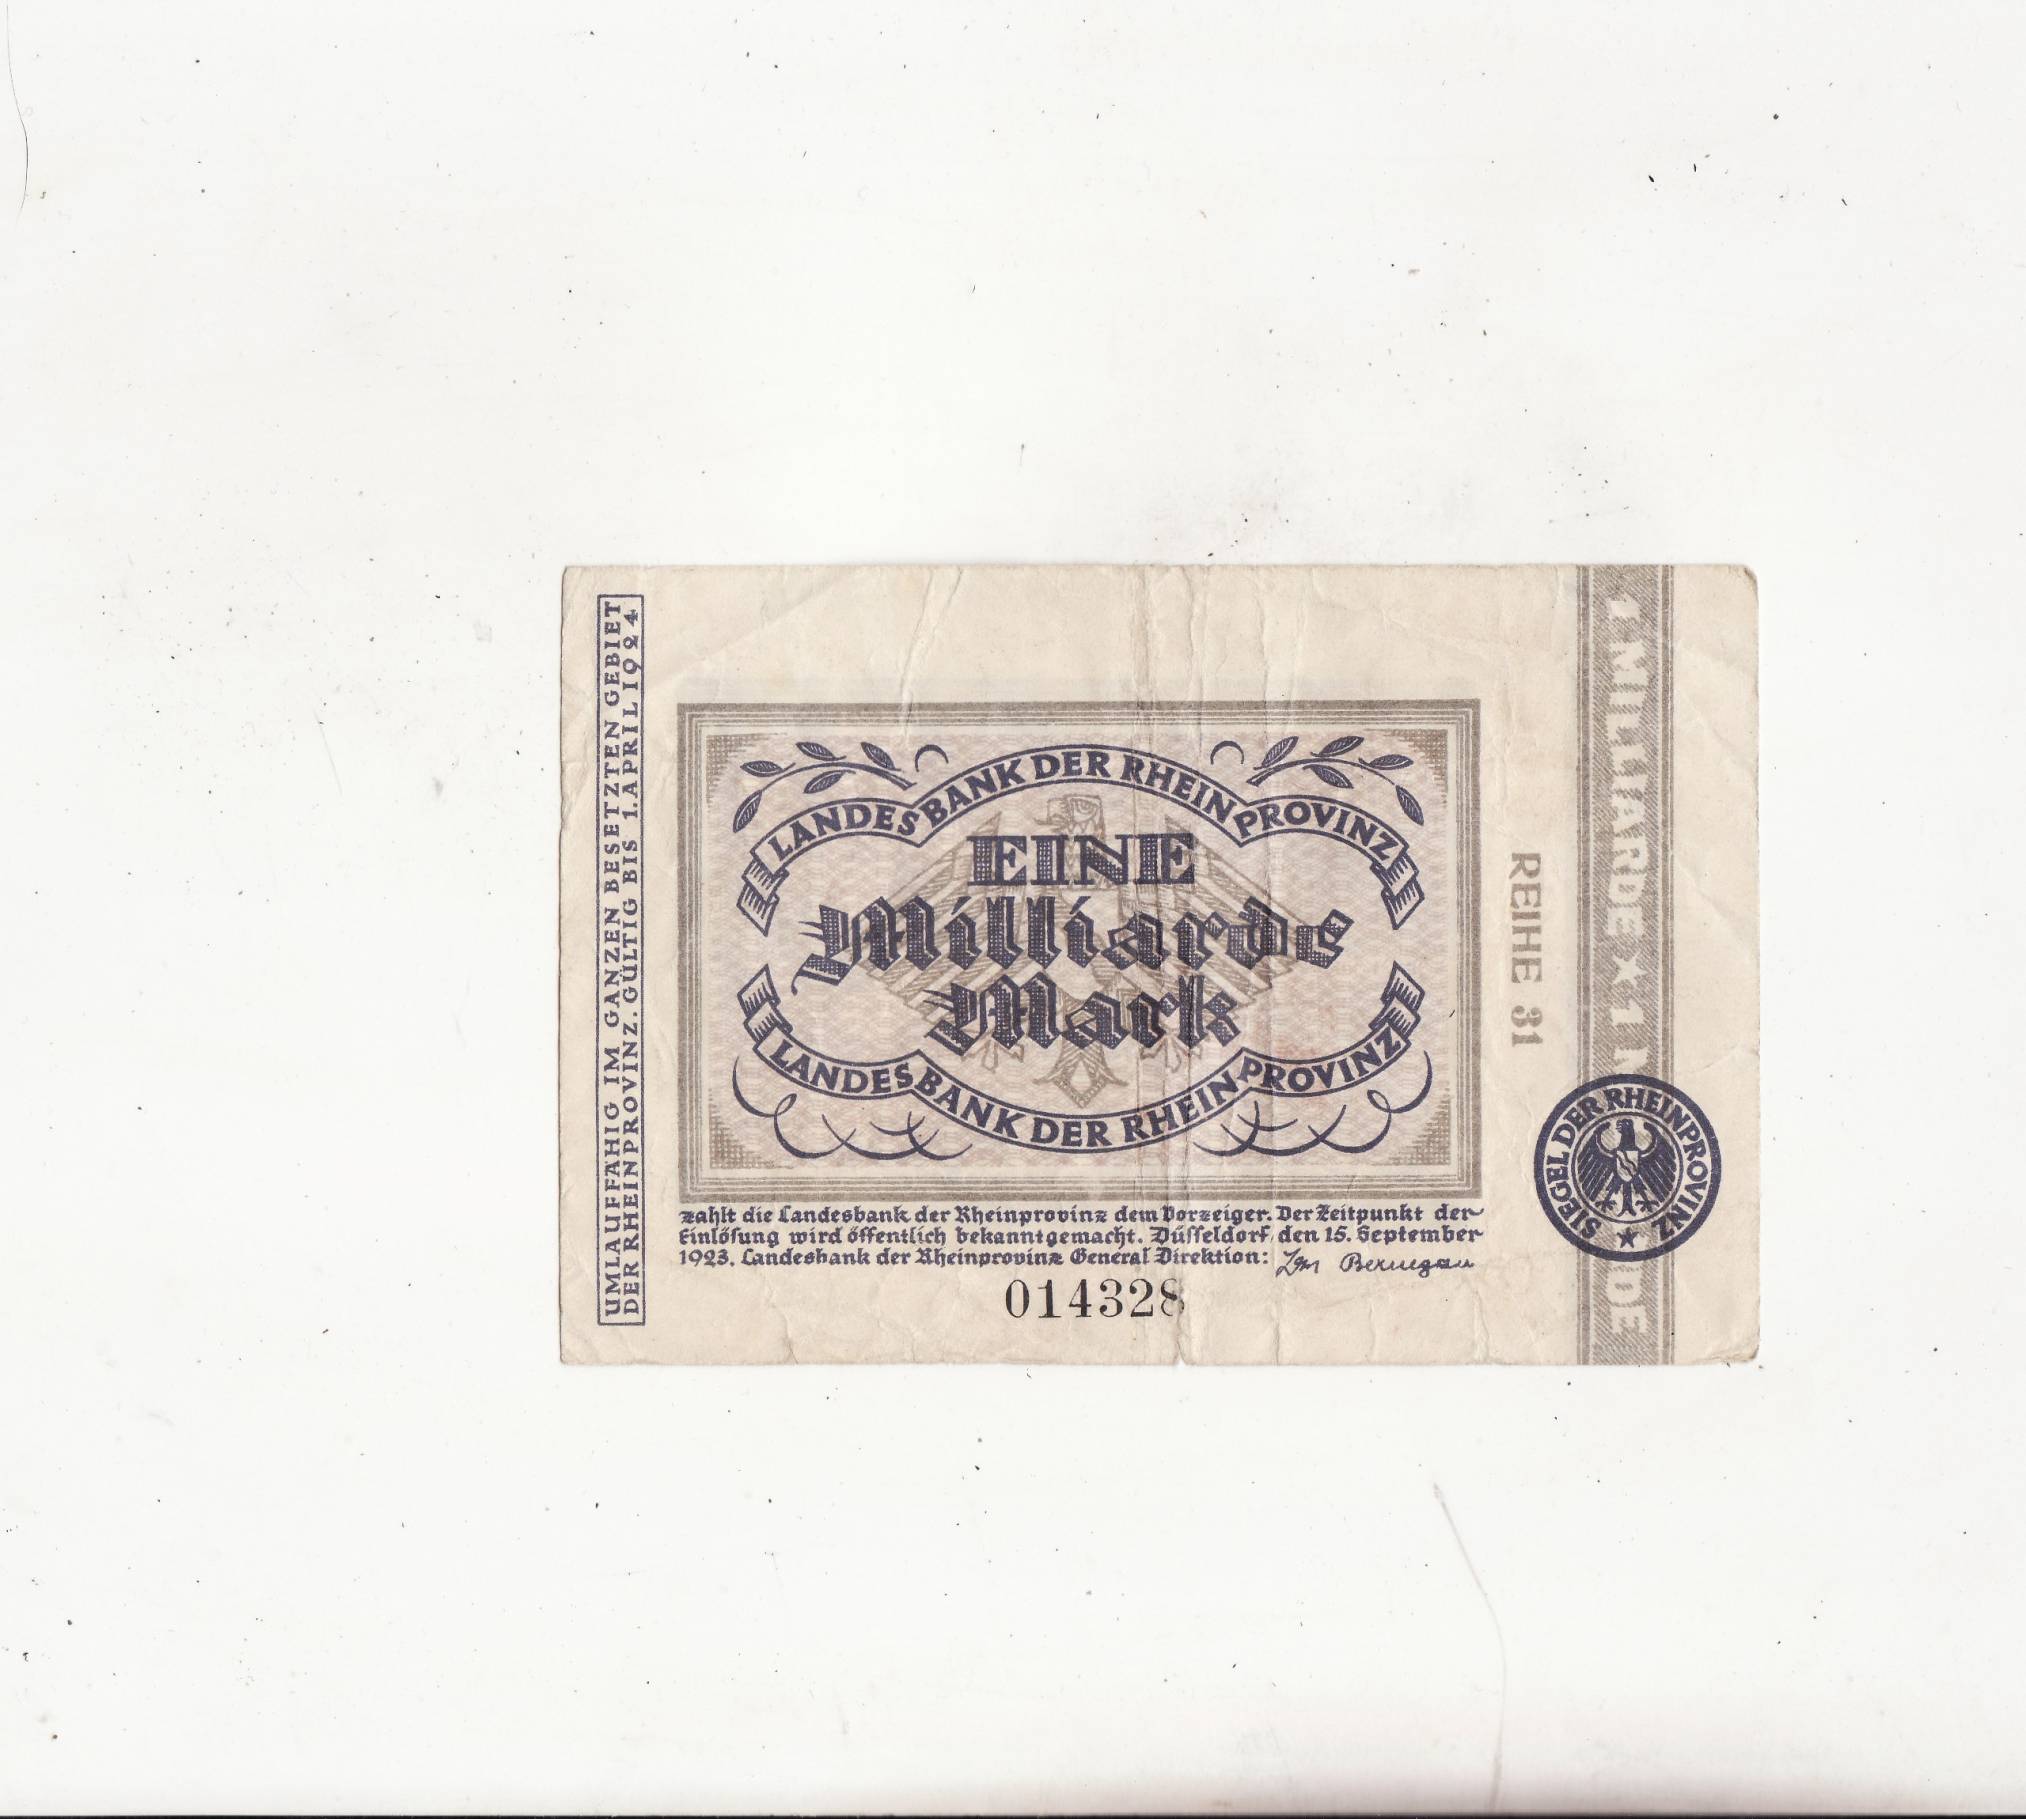 UMLAUFFÄHIG IM GANZEN BESETZTEN GEBIET
DER RHEINPROVINZ. GÜLTIG BIS 1. APRIL 1924
LANDESBANK DER RHEINPROVINZ
EINE
Milliarde
Mark
LANDESBANK DER RHEINPROVINZ
zahlt die Landesbank der Rheinprovinz dem Vorzeiger. Der Zeitpunkt der
Einlösung wird öffentlich bekanntgemacht. Düsseldorf, den 15. September
1923. Landesbank der Rheinprovinz General Direktion:
014328
REIHE 31
1 MILLIARDE ★ 1 M
DE
SIEGEL DER RHEINPROVINZ ★